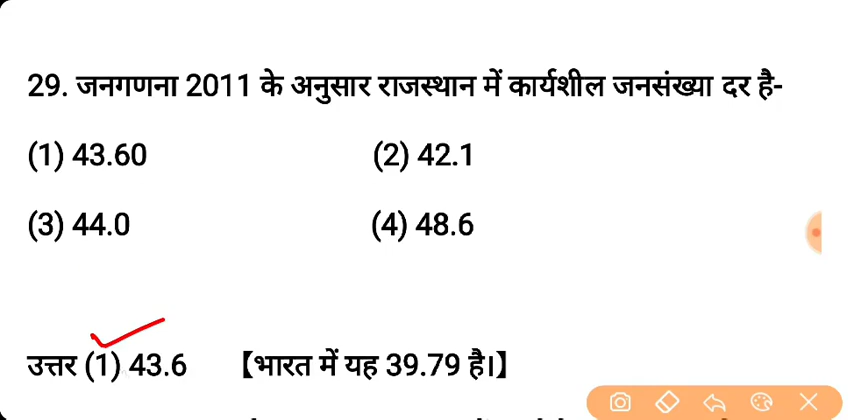 29. जनगणना 2011 के अनुसार राजस्थान में कार्यशील जनसंख्या दर है-
(1) 43.60 (2) 42.1
(3) 44.0 (4) 48.6
उत्तर (1) 43.6 【भारत में यह 39.79 है।】